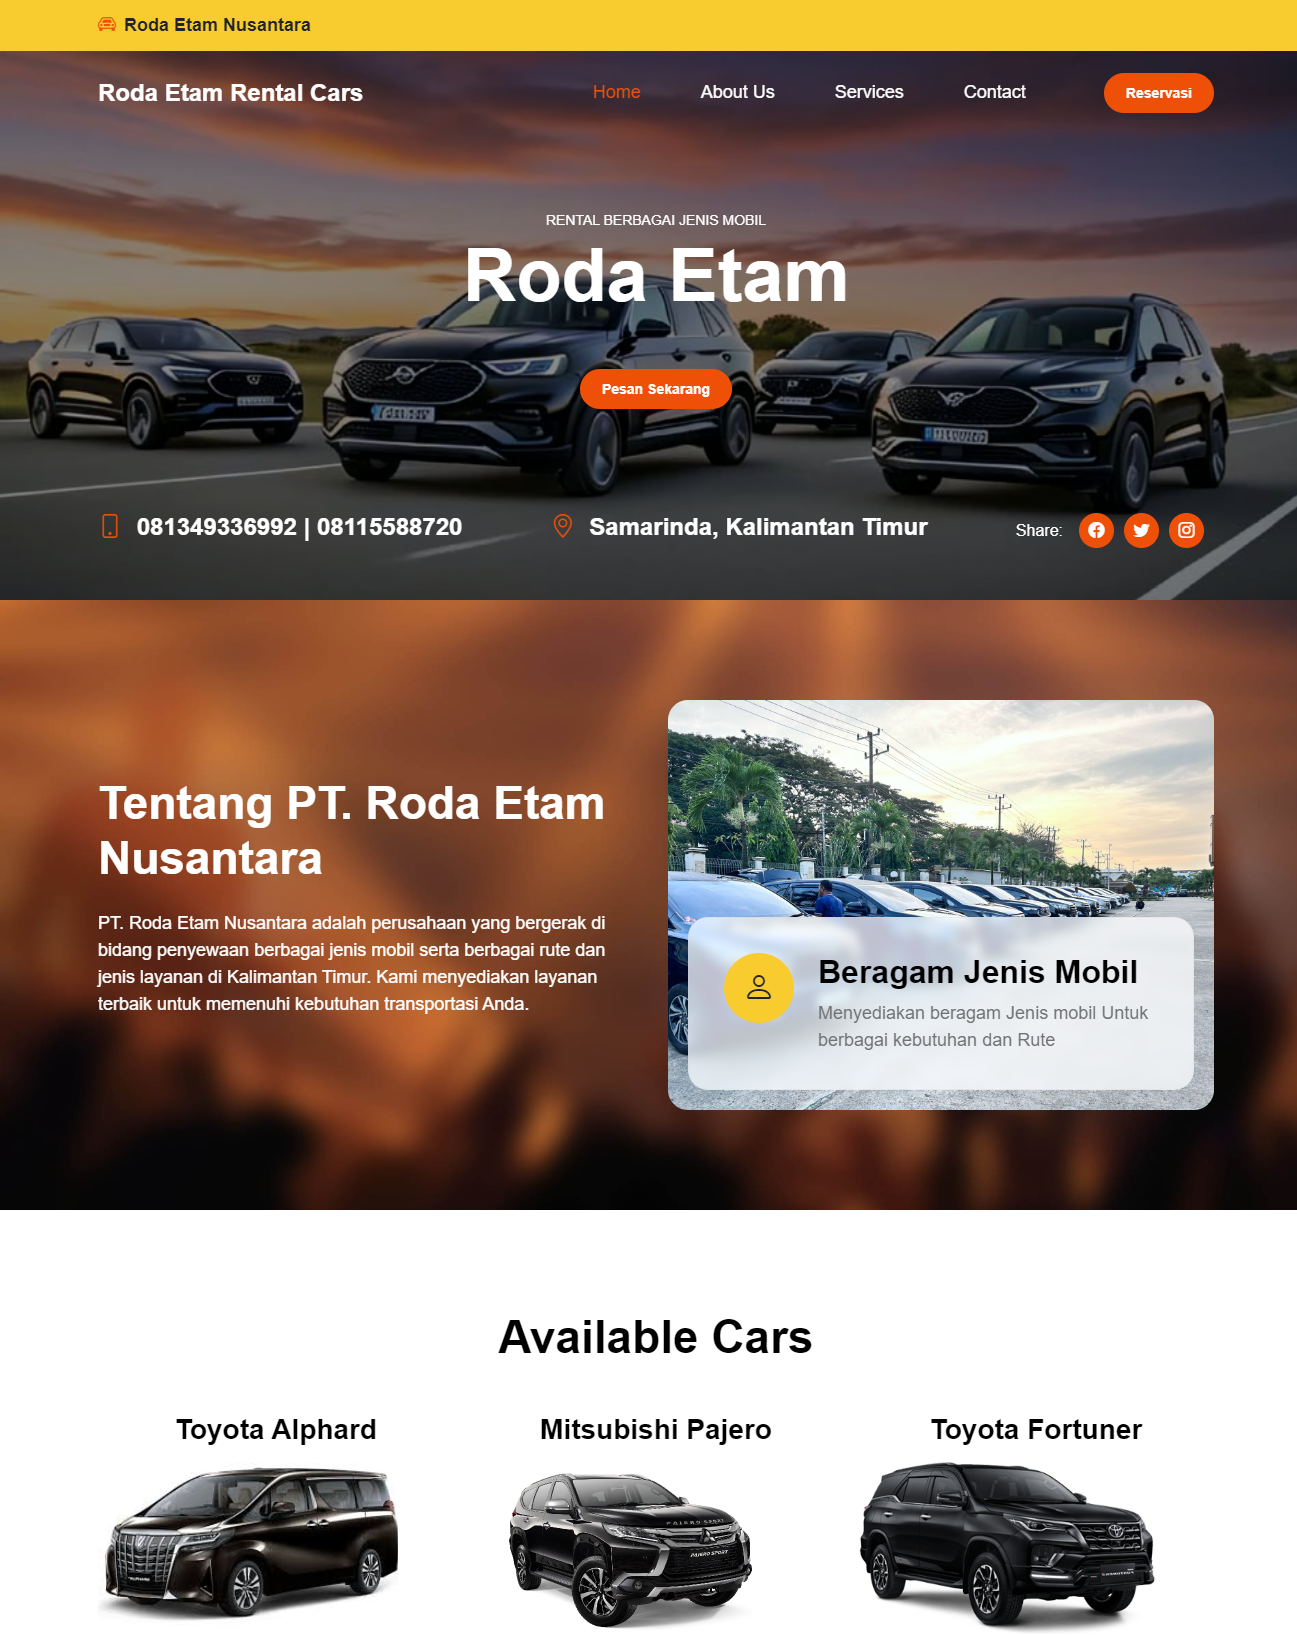 Roda Etam Nusantara
Roda Etam Rental Cars
Home
About Us
Services
Contact
Reservasi
RENTAL BERBAGAI JENIS MOBIL
Roda Etam
Pesan Sekarang
081349336992 | 08115588720
Samarinda, Kalimantan Timur
Share:
Tentang PT. Roda Etam
Nusantara
PT. Roda Etam Nusantara adalah perusahaan yang bergerak di
bidang penyewaan berbagai jenis mobil serta berbagai rute dan
jenis layanan di Kalimantan Timur. Kami menyediakan layanan
terbaik untuk memenuhi kebutuhan transportasi Anda.
Beragam Jenis Mobil
Menyediakan beragam Jenis mobil Untuk
berbagai kebutuhan dan Rute
Available Cars
Toyota Alphard
Mitsubishi Pajero
Toyota Fortuner
PAJERO SPORT
PAJERO SPORT